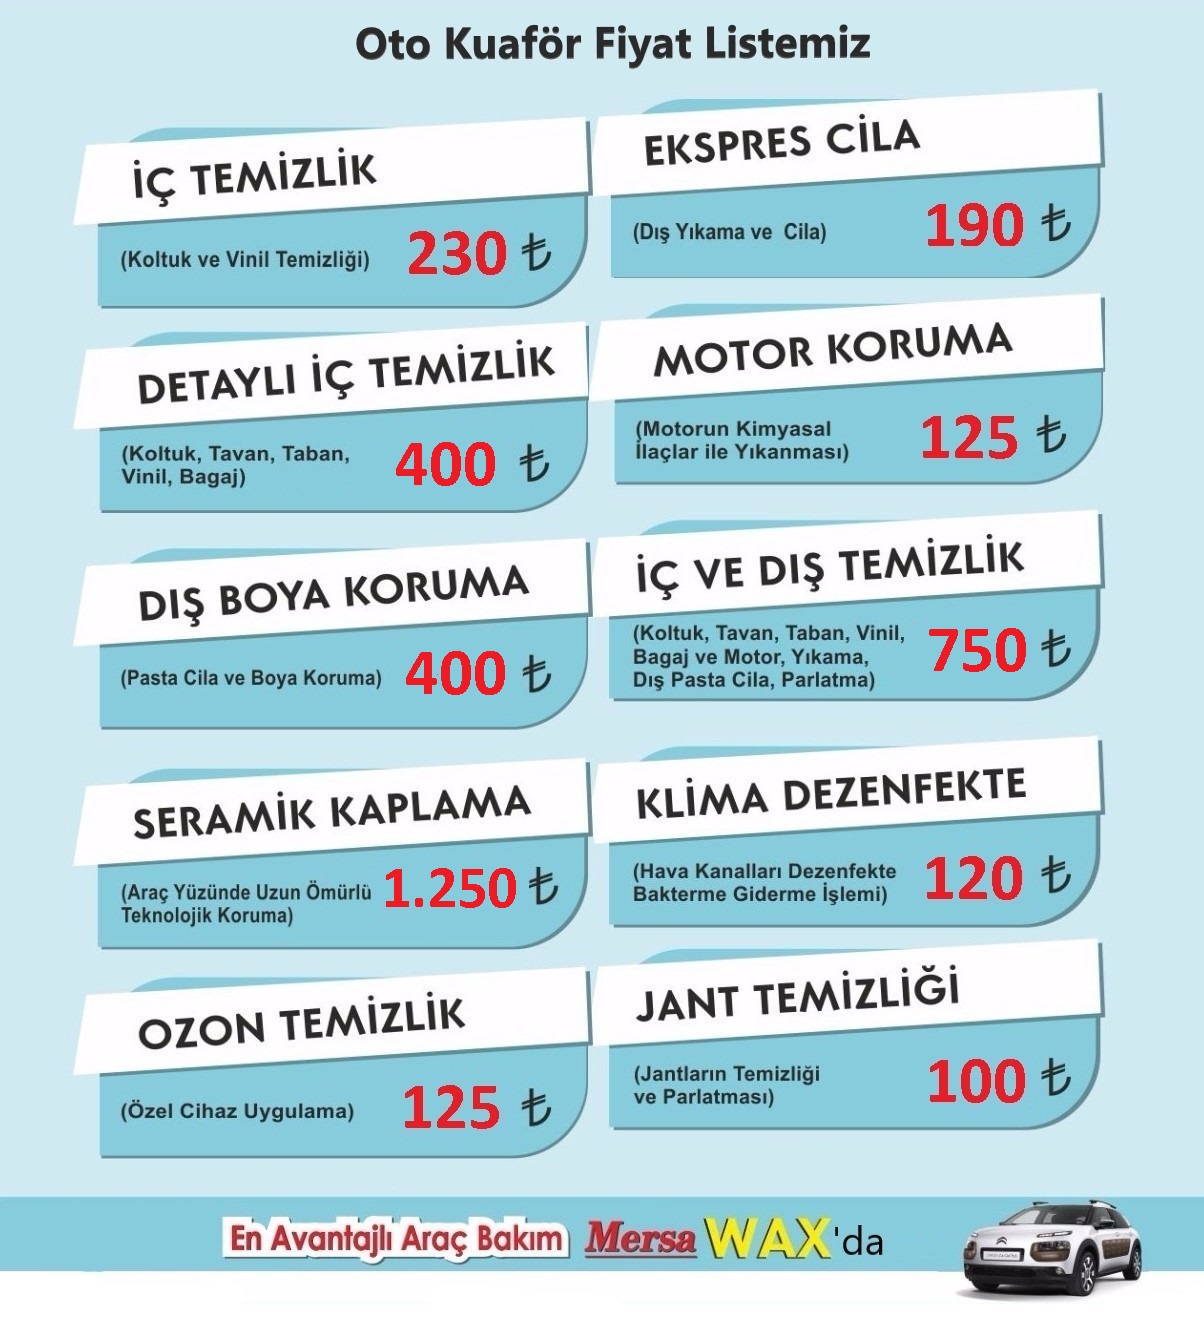 Oto Kuaför Fiyat Listemiz
İÇ TEMİZLİK
(Koltuk ve Vinil Temizliği) 230 ₺
EKSPRES CİLA
(Dış Yıkama ve Cila) 190 ₺
DETAYLI İÇ TEMİZLİK
(Koltuk, Tavan, Taban,
Vinil, Bagaj) 400 ₺
MOTOR KORUMA
(Motorun Kimyasal
İlaçlar ile Yıkanması) 125 ₺
DIŞ BOYA KORUMA
(Pasta Cila ve Boya Koruma) 400 ₺
İÇ VE DIŞ TEMİZLİK
(Koltuk, Tavan, Taban, Vinil,
Bagaj ve Motor, Yıkama,
Dış Pasta Cila, Parlatma) 750 ₺
SERAMİK KAPLAMA
(Araç Yüzünde Uzun Ömürlü
Teknolojik Koruma) 1.250 ₺
KLİMA DEZENFEKTE
(Hava Kanalları Dezenfekte
Bakterme Giderme İşlemi) 120 ₺
OZON TEMİZLİK
(Özel Cihaz Uygulama) 125 ₺
JANT TEMİZLİĞİ
(Jantların Temizliği
ve Parlatması) 100 ₺
En Avantajlı Araç Bakım Mersa WAX'da